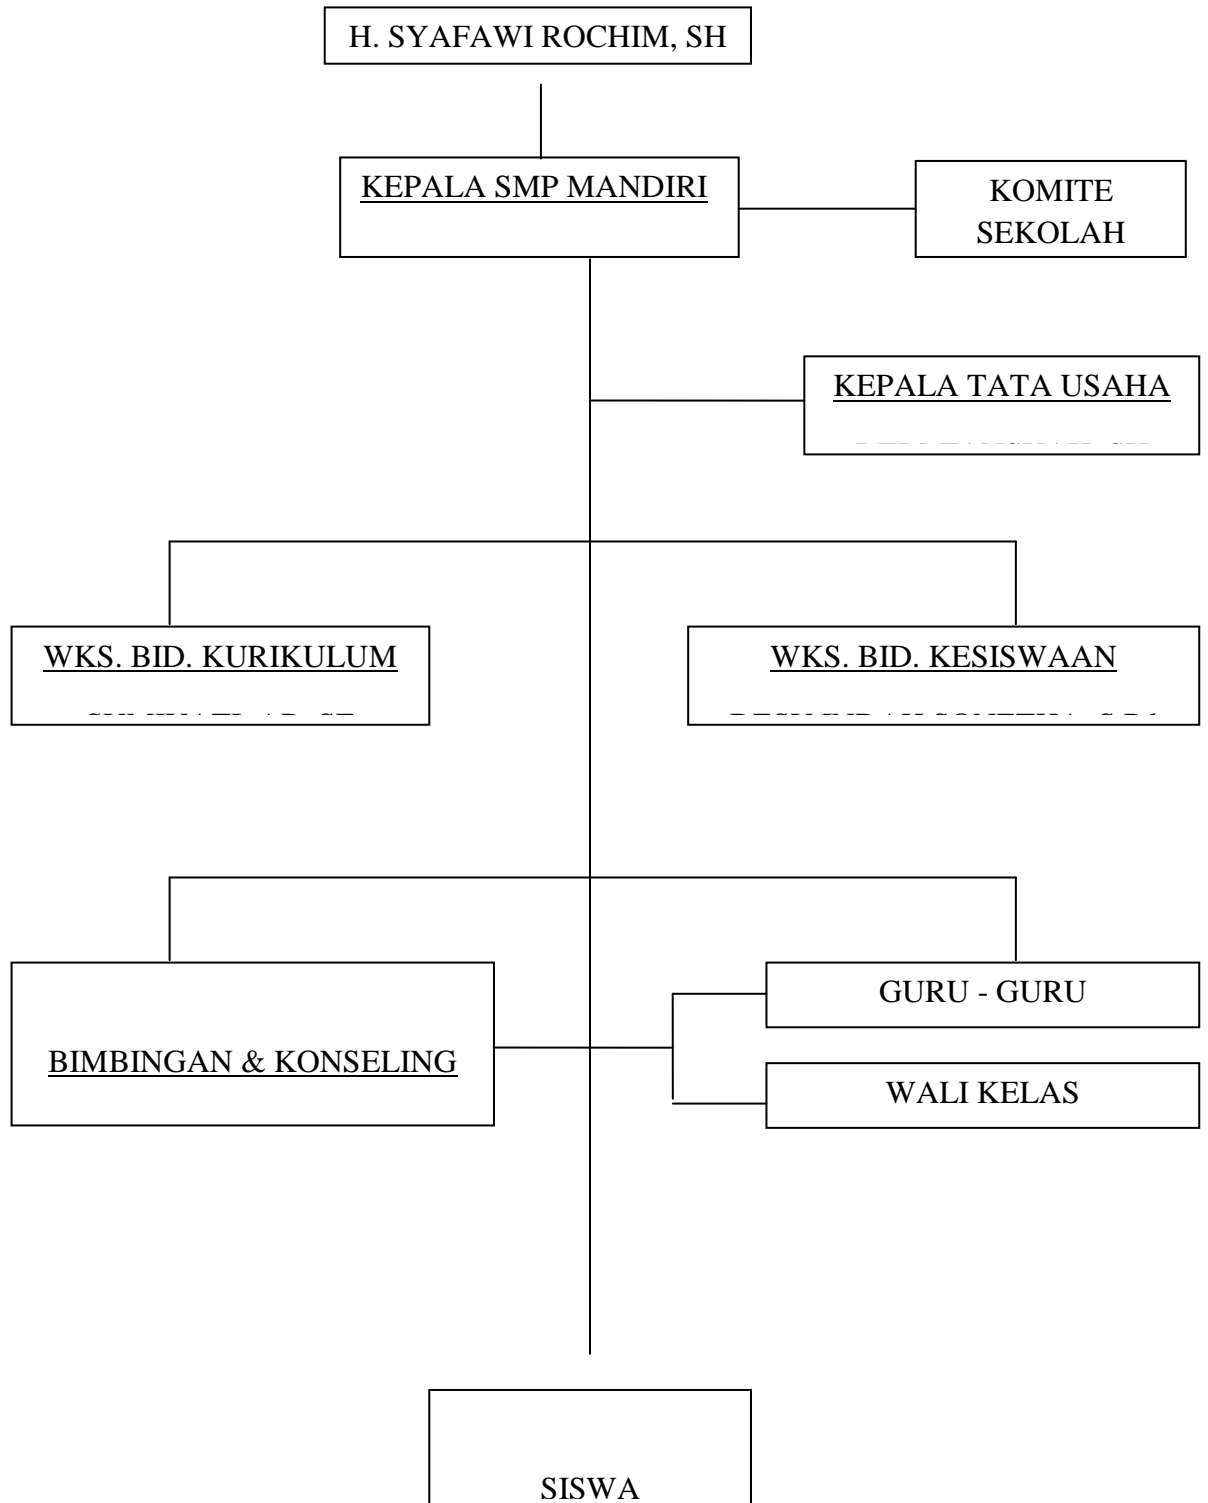 H. SYAFAWI ROCHIM, SH
KEPALA SMP MANDIRI
KOMITE
SEKOLAH
KEPALA TATA USAHA
WKS. BID. KURIKULUM
WKS. BID. KESISWAAN
GURU - GURU
BIMBINGAN & KONSELING
WALI KELAS
SISWA